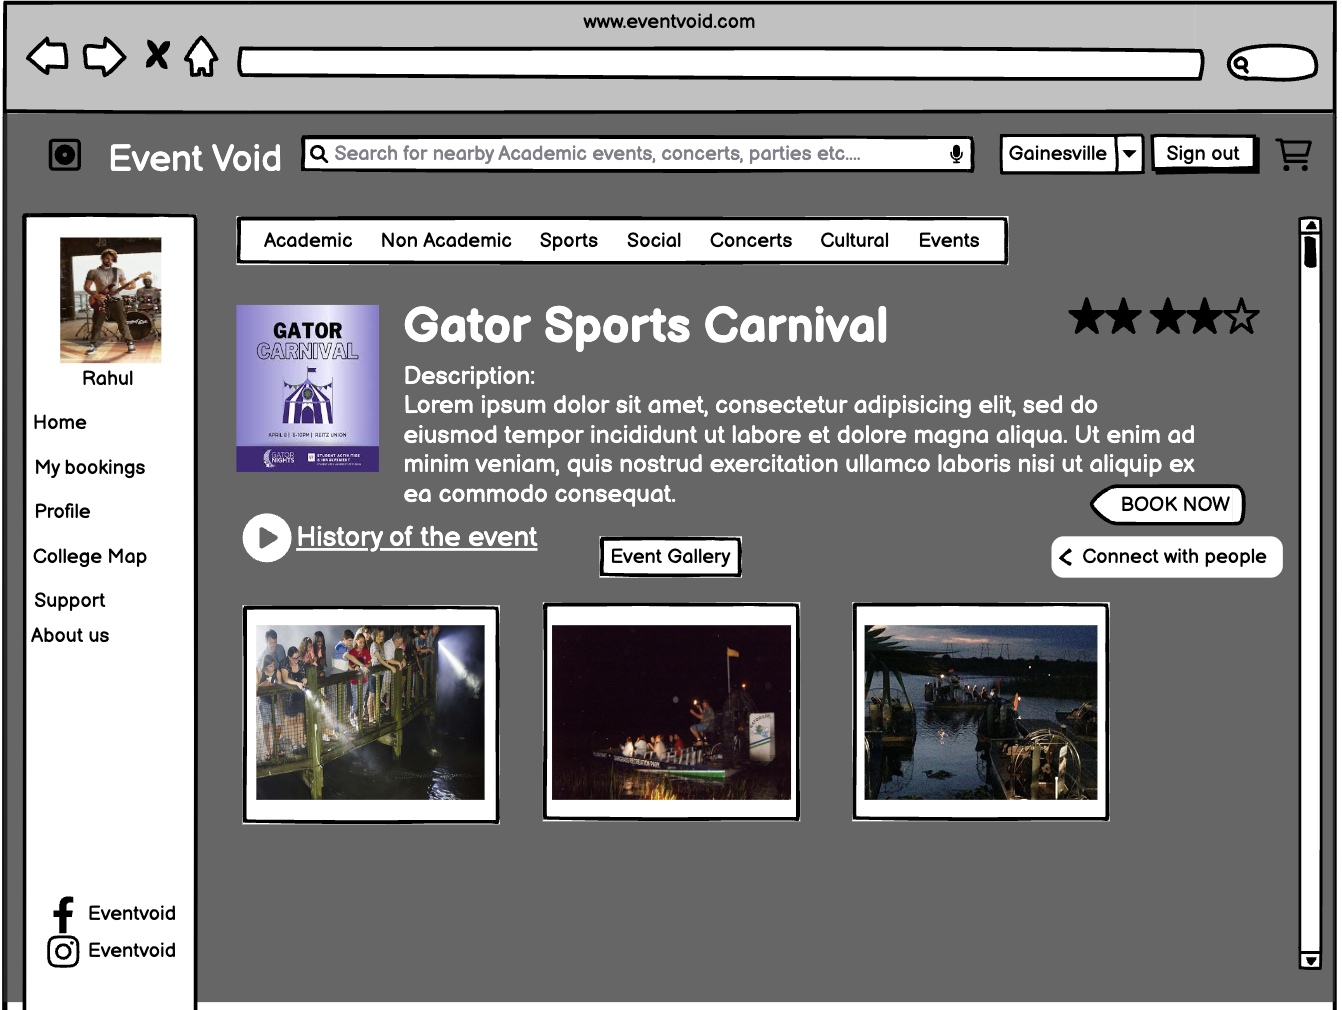 www.eventvoid.com
Event Void
Search for nearby Academic events, concerts, parties etc....
Gainesville
Sign out
Rahul
Home
My bookings
Profile
College Map
Support
About us
Eventvoid
Eventvoid
Academic Non Academic Sports Social Concerts Cultural Events
GATOR
CARNIVAL
REITZ UNION
GATOR
NIGHTS
STUDENT ACTIVITIES
& INVOLVEMENT
Gator Sports Carnival
Description:
Lorem ipsum dolor sit amet, consectetur adipisicing elit, sed do
eiusmod tempor incididunt ut labore et dolore magna aliqua. Ut enim ad
minim veniam, quis nostrud exercitation ullamco laboris nisi ut aliquip ex
ea commodo consequat.
BOOK NOW
History of the event
Event Gallery
Connect with people